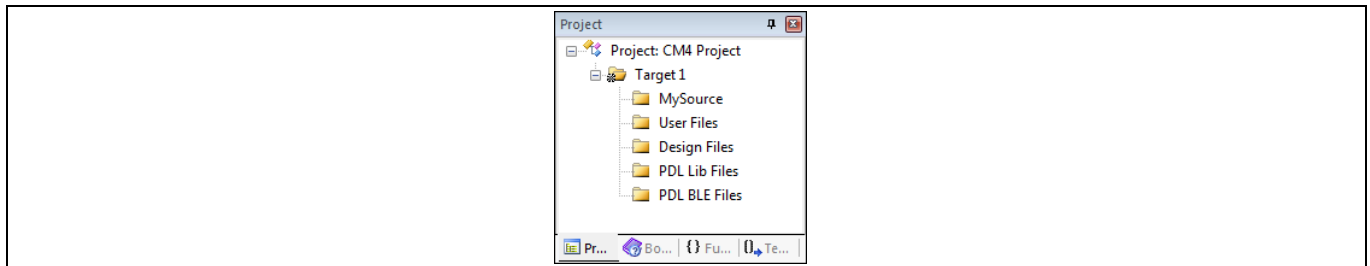 Project
Project: CM4 Project
Target 1
MySource
User Files
Design Files
PDL Lib Files
PDL BLE Files
Pr... Bo... {} Fu... 0 Te...